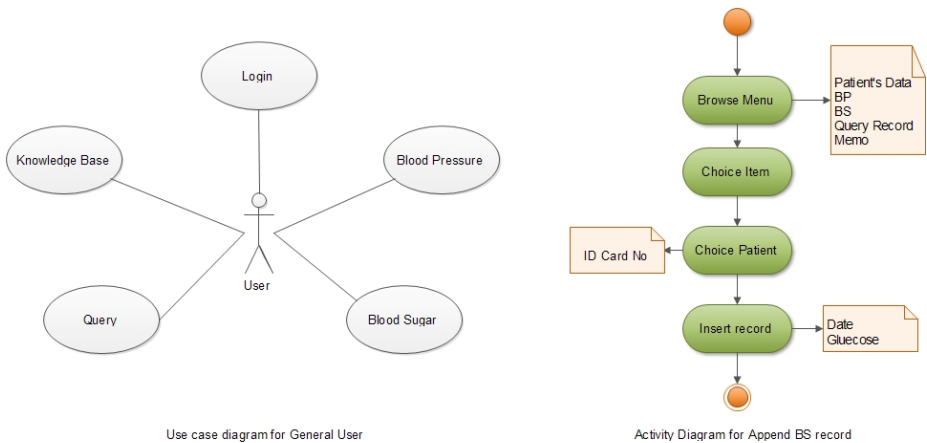 Login
Knowledge Base
Blood Pressure
User
Query
Blood Sugar
Use case diagram for General User
Browse Menu
Patient's Data
BP
BS
Query Record
Memo
Choice Item
Choice Patient
ID Card No
Insert record
Date
Gluecose
Activity Diagram for Append BS record